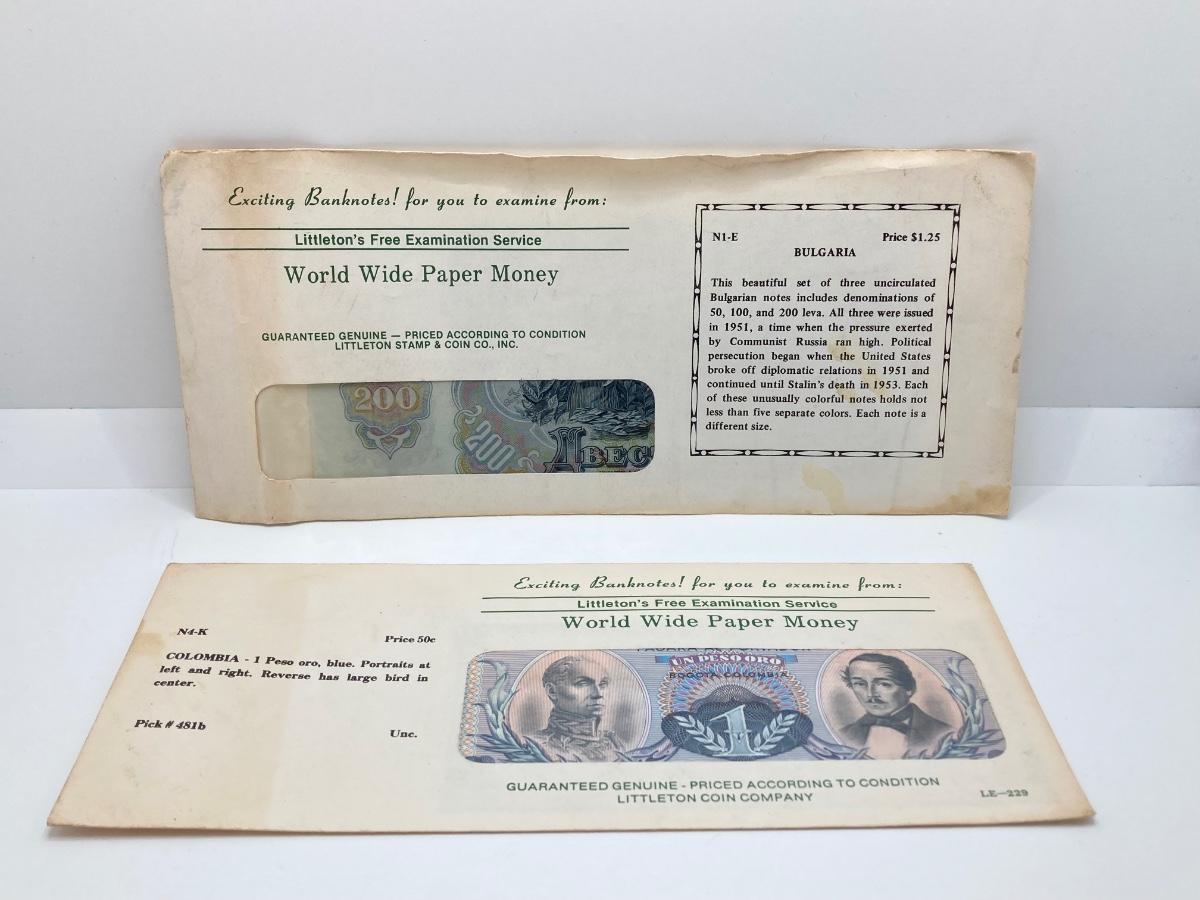 Exciting Banknotes! for you to examine from:
Littleton's Free Examination Service
World Wide Paper Money
GUARANTEED GENUINE — PRICED ACCORDING TO CONDITION
LITTLETON STAMP & COIN CO., INC.
200
200
ДВЕС
N1-E Price $1.25
BULGARIA
This beautiful set of three uncirculated
Bulgarian notes includes denominations of
50, 100, and 200 leva. All three were issued
in 1951, a time when the pressure exerted
by Communist Russia ran high. Political
persecution began when the United States
broke off diplomatic relations in 1951 and
continued until Stalin's death in 1953. Each
of these unusually colorful notes holds not
less than five separate colors. Each note is a
different size.
N4-K Price 50c
COLOMBIA - 1 Peso oro, blue. Portraits at
left and right. Reverse has large bird in
center.
Pick # 481b
Unc.
Exciting Banknotes! for you to examine from:
Littleton's Free Examination Service
World Wide Paper Money
UN PESO ORO
BOGOTA, COLOMBIA
1
GUARANTEED GENUINE - PRICED ACCORDING TO CONDITION
LITTLETON COIN COMPANY
LE—229